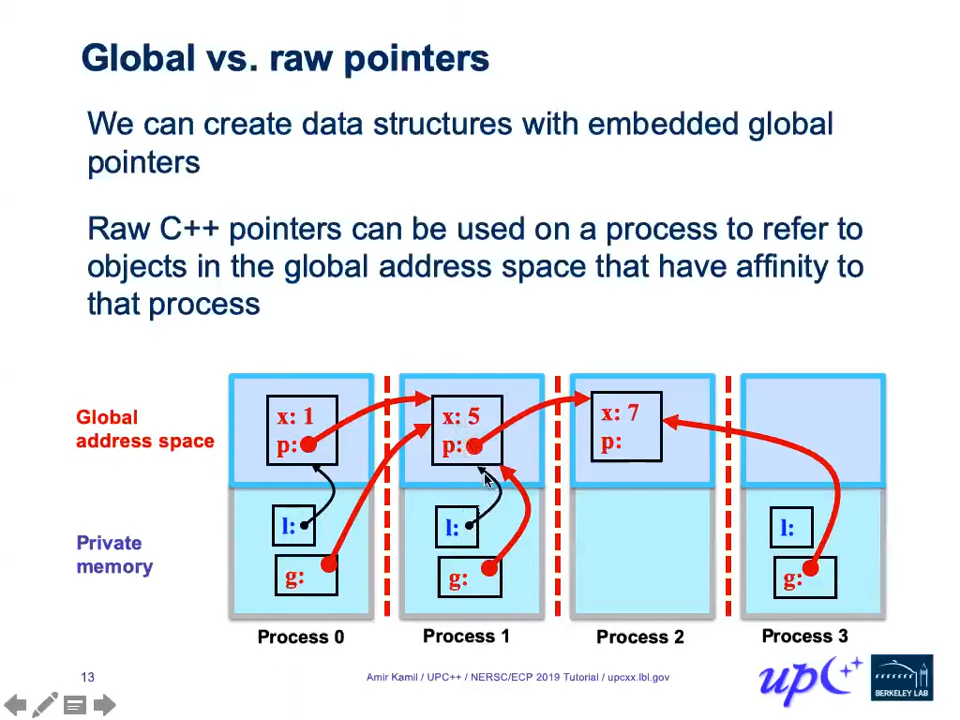 Global vs. raw pointers
We can create data structures with embedded global
pointers
Raw C++ pointers can be used on a process to refer to
objects in the global address space that have affinity to
that process
Global
address space
x: 1
p:
x: 5
p:
x: 7
p:
Private
memory
l:
g:
l:
g:
l:
g:
Process 0
Process 1
Process 2
Process 3
13
Amir Kamil / UPC++ / NERSC/ECP 2019 Tutorial / upcxx.lbl.gov
upc++
BERKELEY LAB